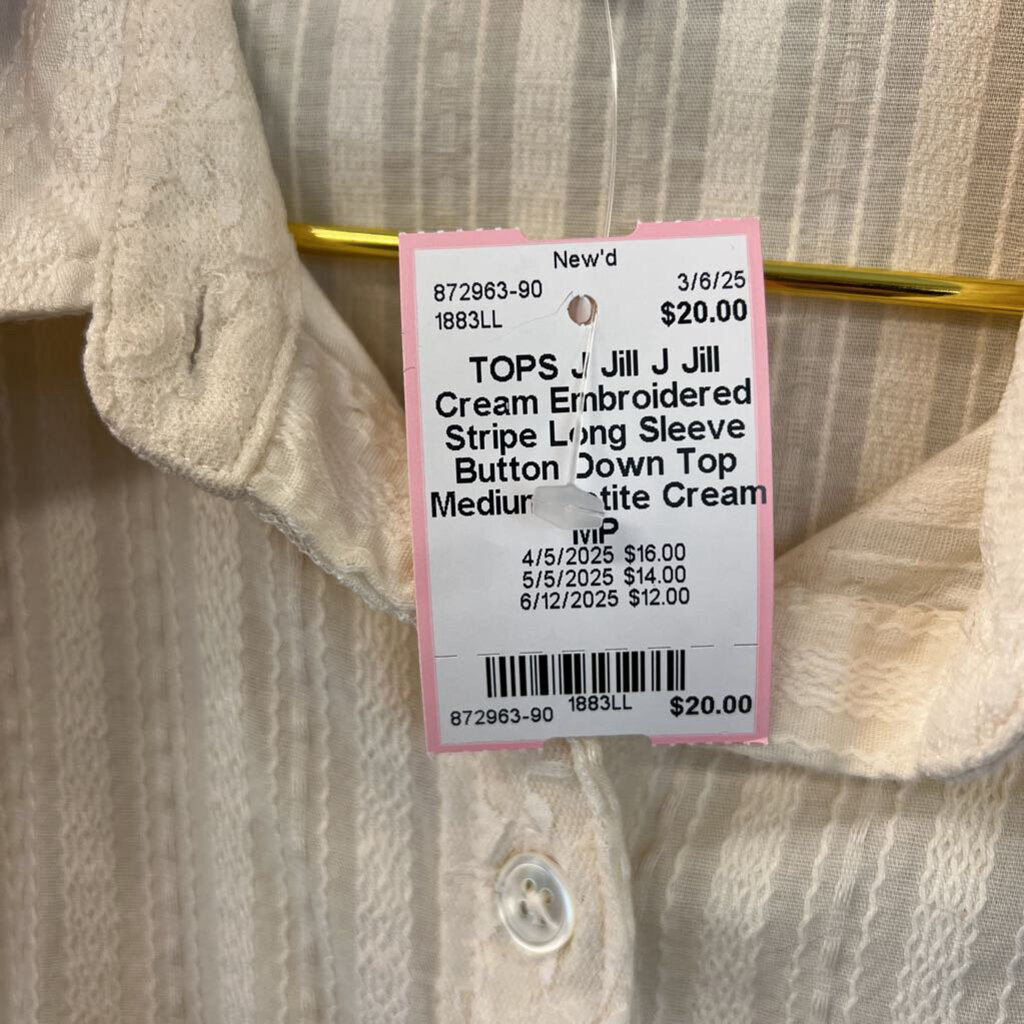 New'd
872963-90 3/6/25
1883LL $20.00
TOPS J Jill J Jill
Cream Embroidered
Stripe Long Sleeve
Button Down Top
Cream
MP
4/5/2025 $16.00
5/5/2025 $14.00
6/12/2025 $12.00
872963-90 1883LL $20.00